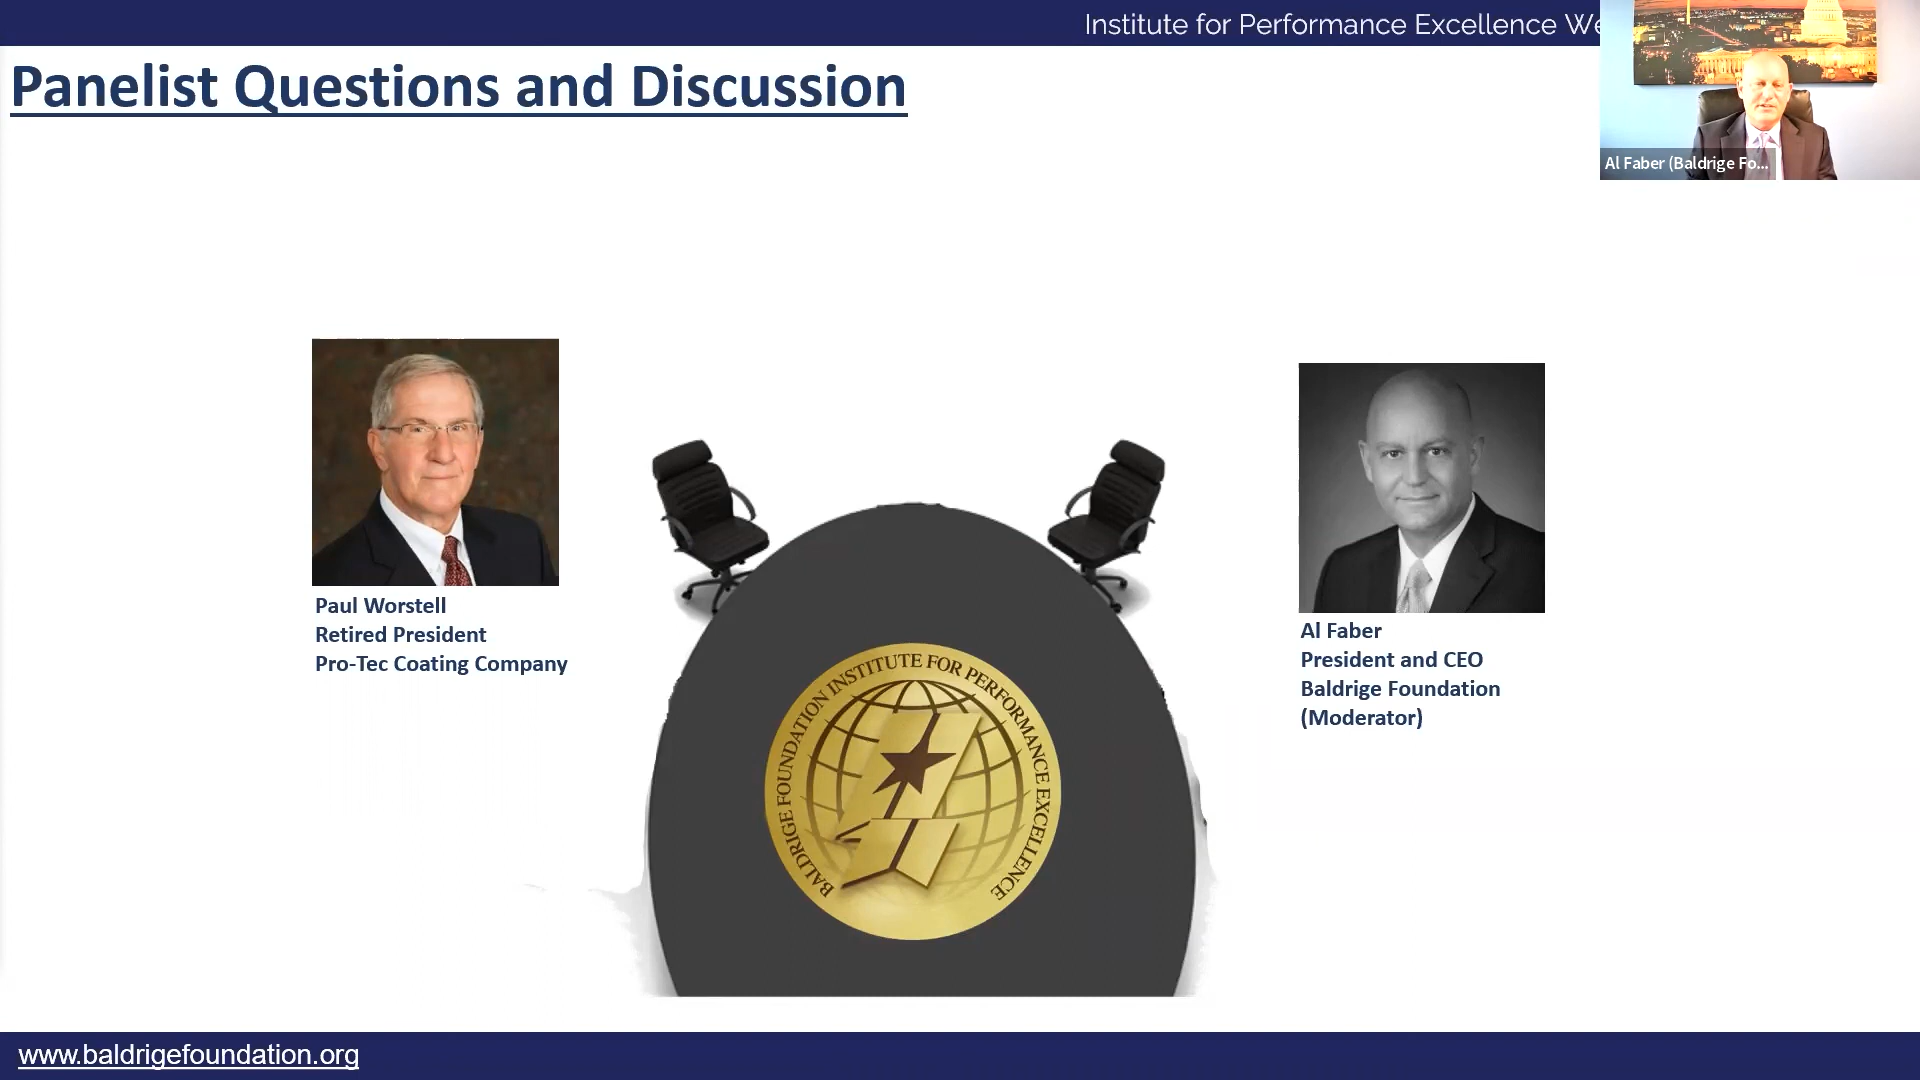 Institute for Performance Excellence We
Panelist Questions and Discussion
Al Faber (Baldrige Fo...
Paul Worstell
Retired President
Pro-Tec Coating Company
Al Faber
President and CEO
Baldrige Foundation
(Moderator)
BALDRIGE FOUNDATION INSTITUTE FOR PERFORMANCE EXCELLENCE
www.baldrigefoundation.org